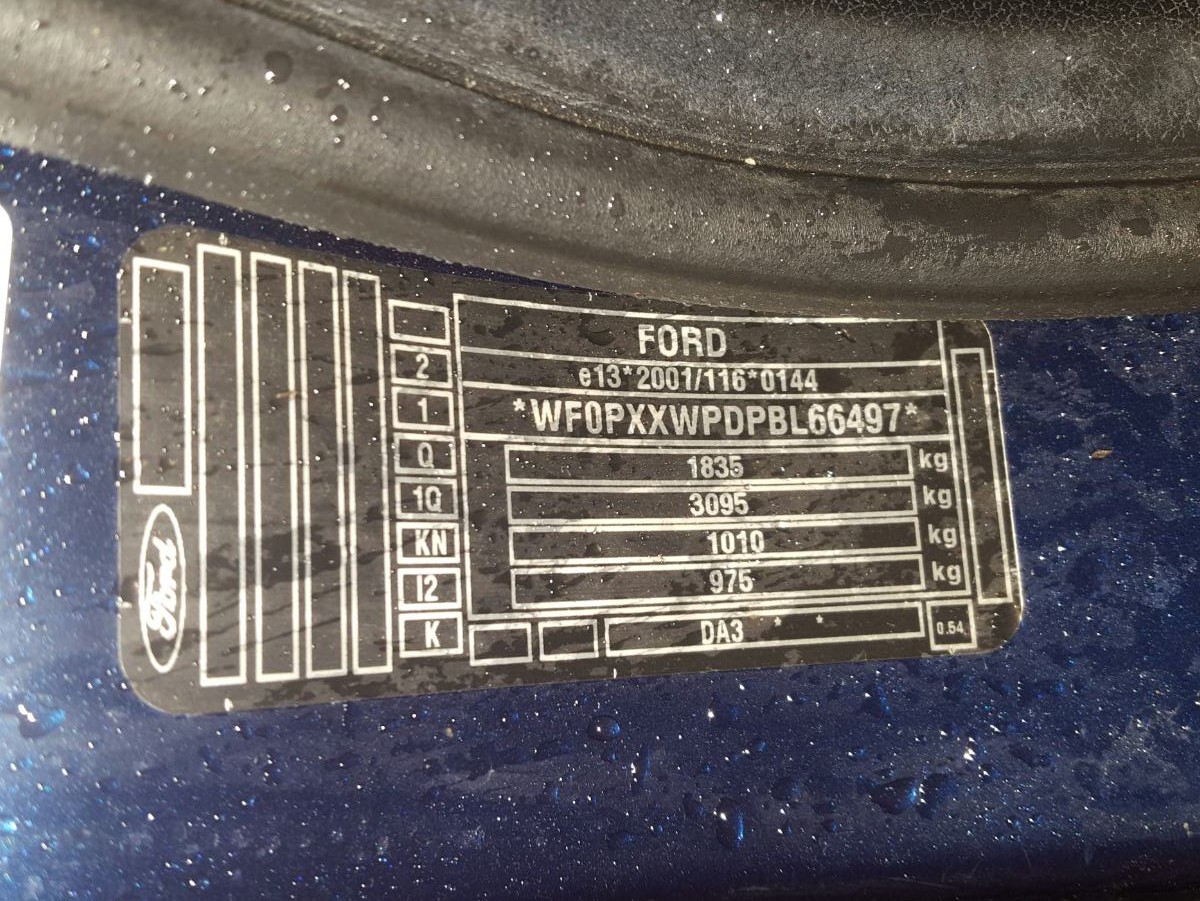 FORD
2 e13*2001/116*0144
1 *WF0PXXWPDPBL66497*
Q 1835 kg
1Q 3095 kg
KN 1010 kg
12 975 kg
K DA3 * * 0.54
Ford